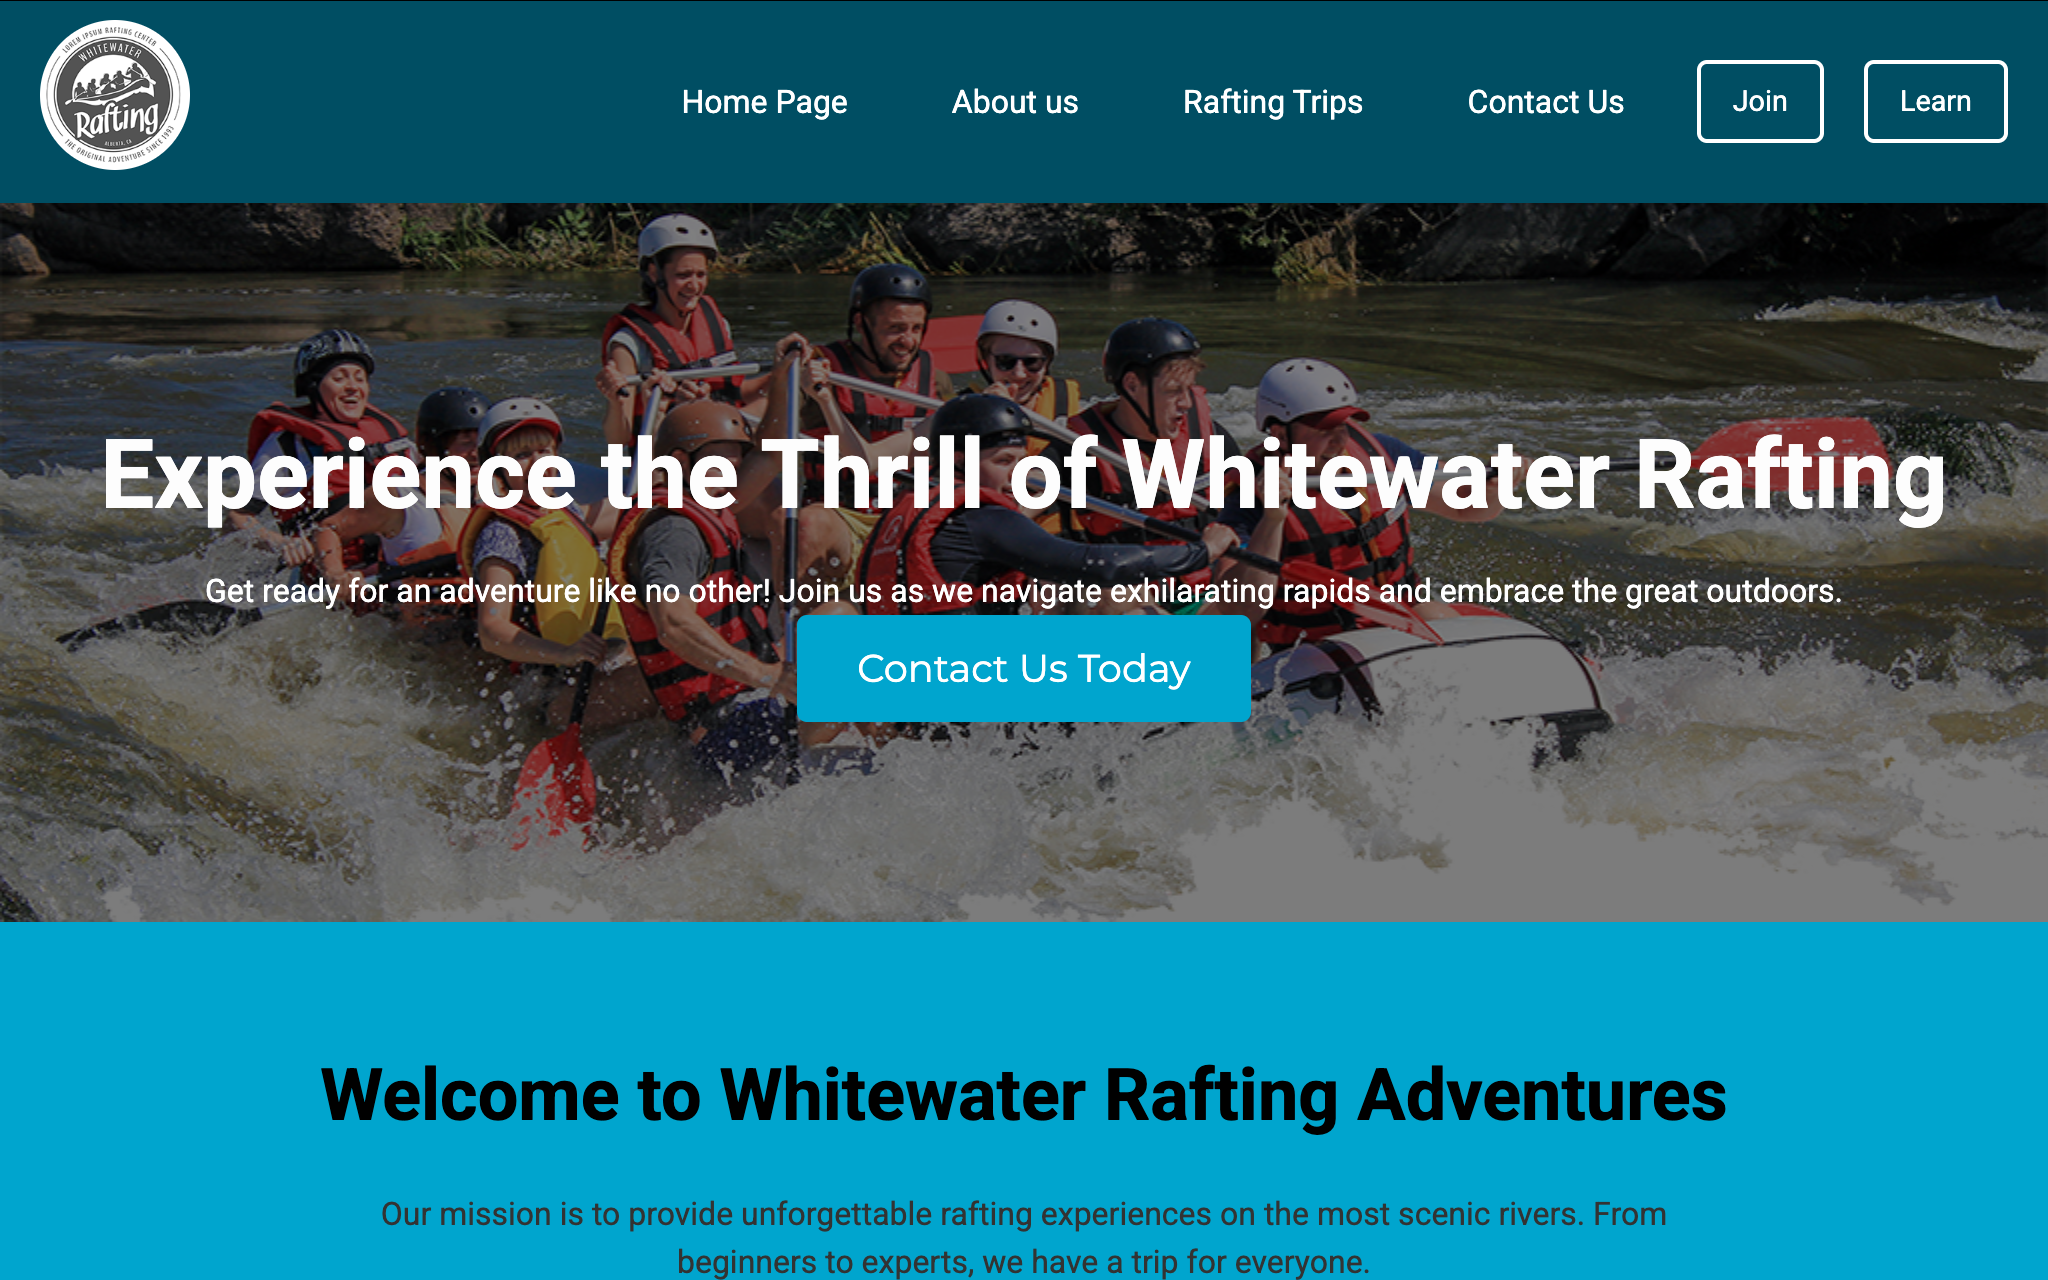 LOREM IPSUM RAFTING CENTER
WHITEWATER
Rafting
ALBERTA, CA
THE ORIGINAL ADVENTURE SINCE 1993
Home Page
About us
Rafting Trips
Contact Us
Join
Learn
Experience the Thrill of Whitewater Rafting
Get ready for an adventure like no other! Join us as we navigate exhilarating rapids and embrace the great outdoors.
Contact Us Today
Welcome to Whitewater Rafting Adventures
Our mission is to provide unforgettable rafting experiences on the most scenic rivers. From
beginners to experts, we have a trip for everyone.